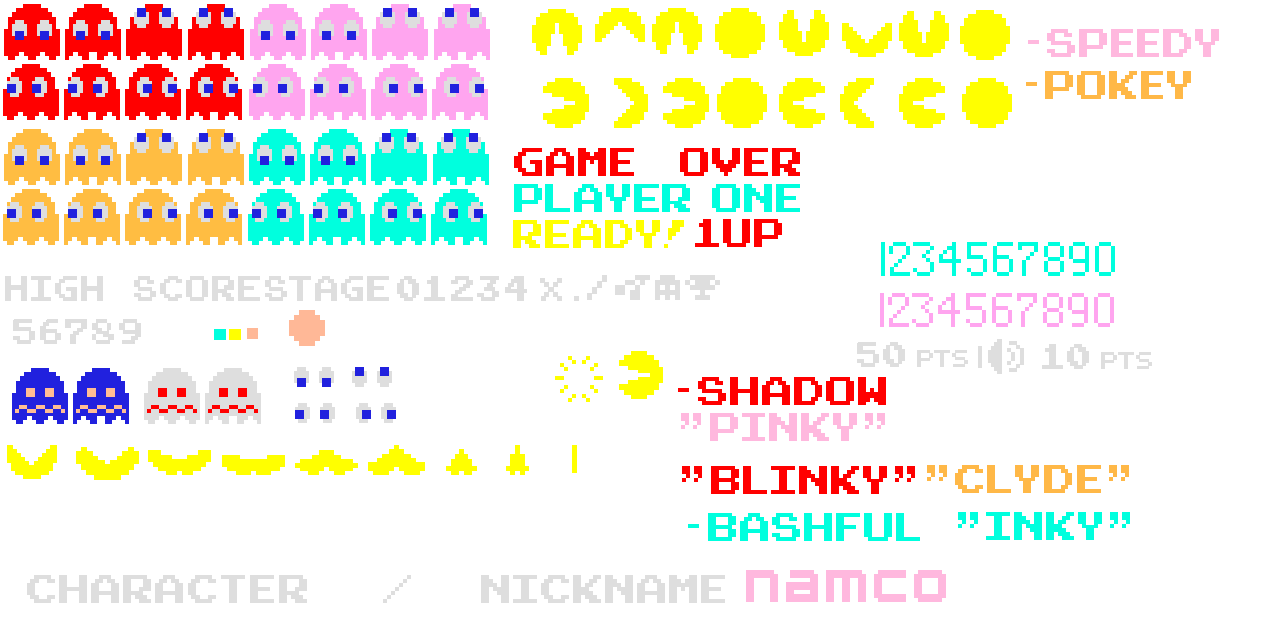 -SPEEDY
-POKEY
GAME OVER
PLAYER ONE
READY! 1UP
1234567890
HIGH SCORESTAGE01234 X./
1234567890
56789
50 PTS 10 PTS
-SHADOW
"PINKY"
"BLINKY" "CLYDE"
-BASHFUL "INKY"
CHARACTER / NICKNAME namco